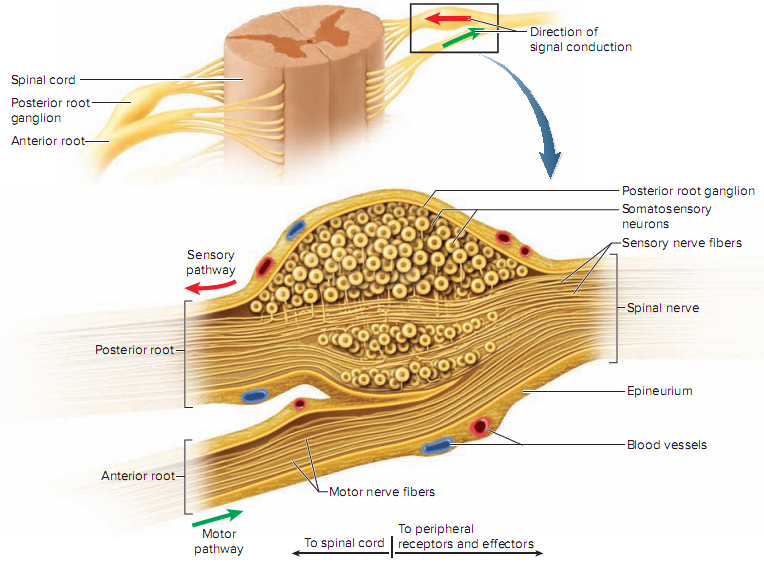 Direction of
signal conduction
Spinal cord
Posterior root
ganglion
Anterior root
Posterior root ganglion
Somatosensory
neurons
Sensory nerve fibers
Sensory
pathway
Spinal nerve
Posterior root
Epineurium
Blood vessels
Anterior root
Motor nerve fibers
Motor
pathway
To spinal cord
To peripheral
receptors and effectors